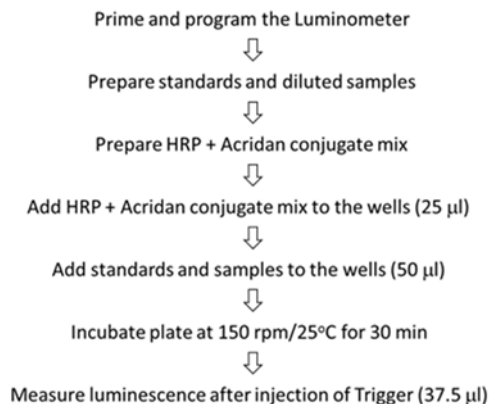 Prime and program the Luminometer
Prepare standards and diluted samples
Prepare HRP + Acridan conjugate mix
Add HRP + Acridan conjugate mix to the wells (25 µl)
Add standards and samples to the wells (50 µl)
Incubate plate at 150 rpm/25°C for 30 min
Measure luminescence after injection of Trigger (37.5 µl)